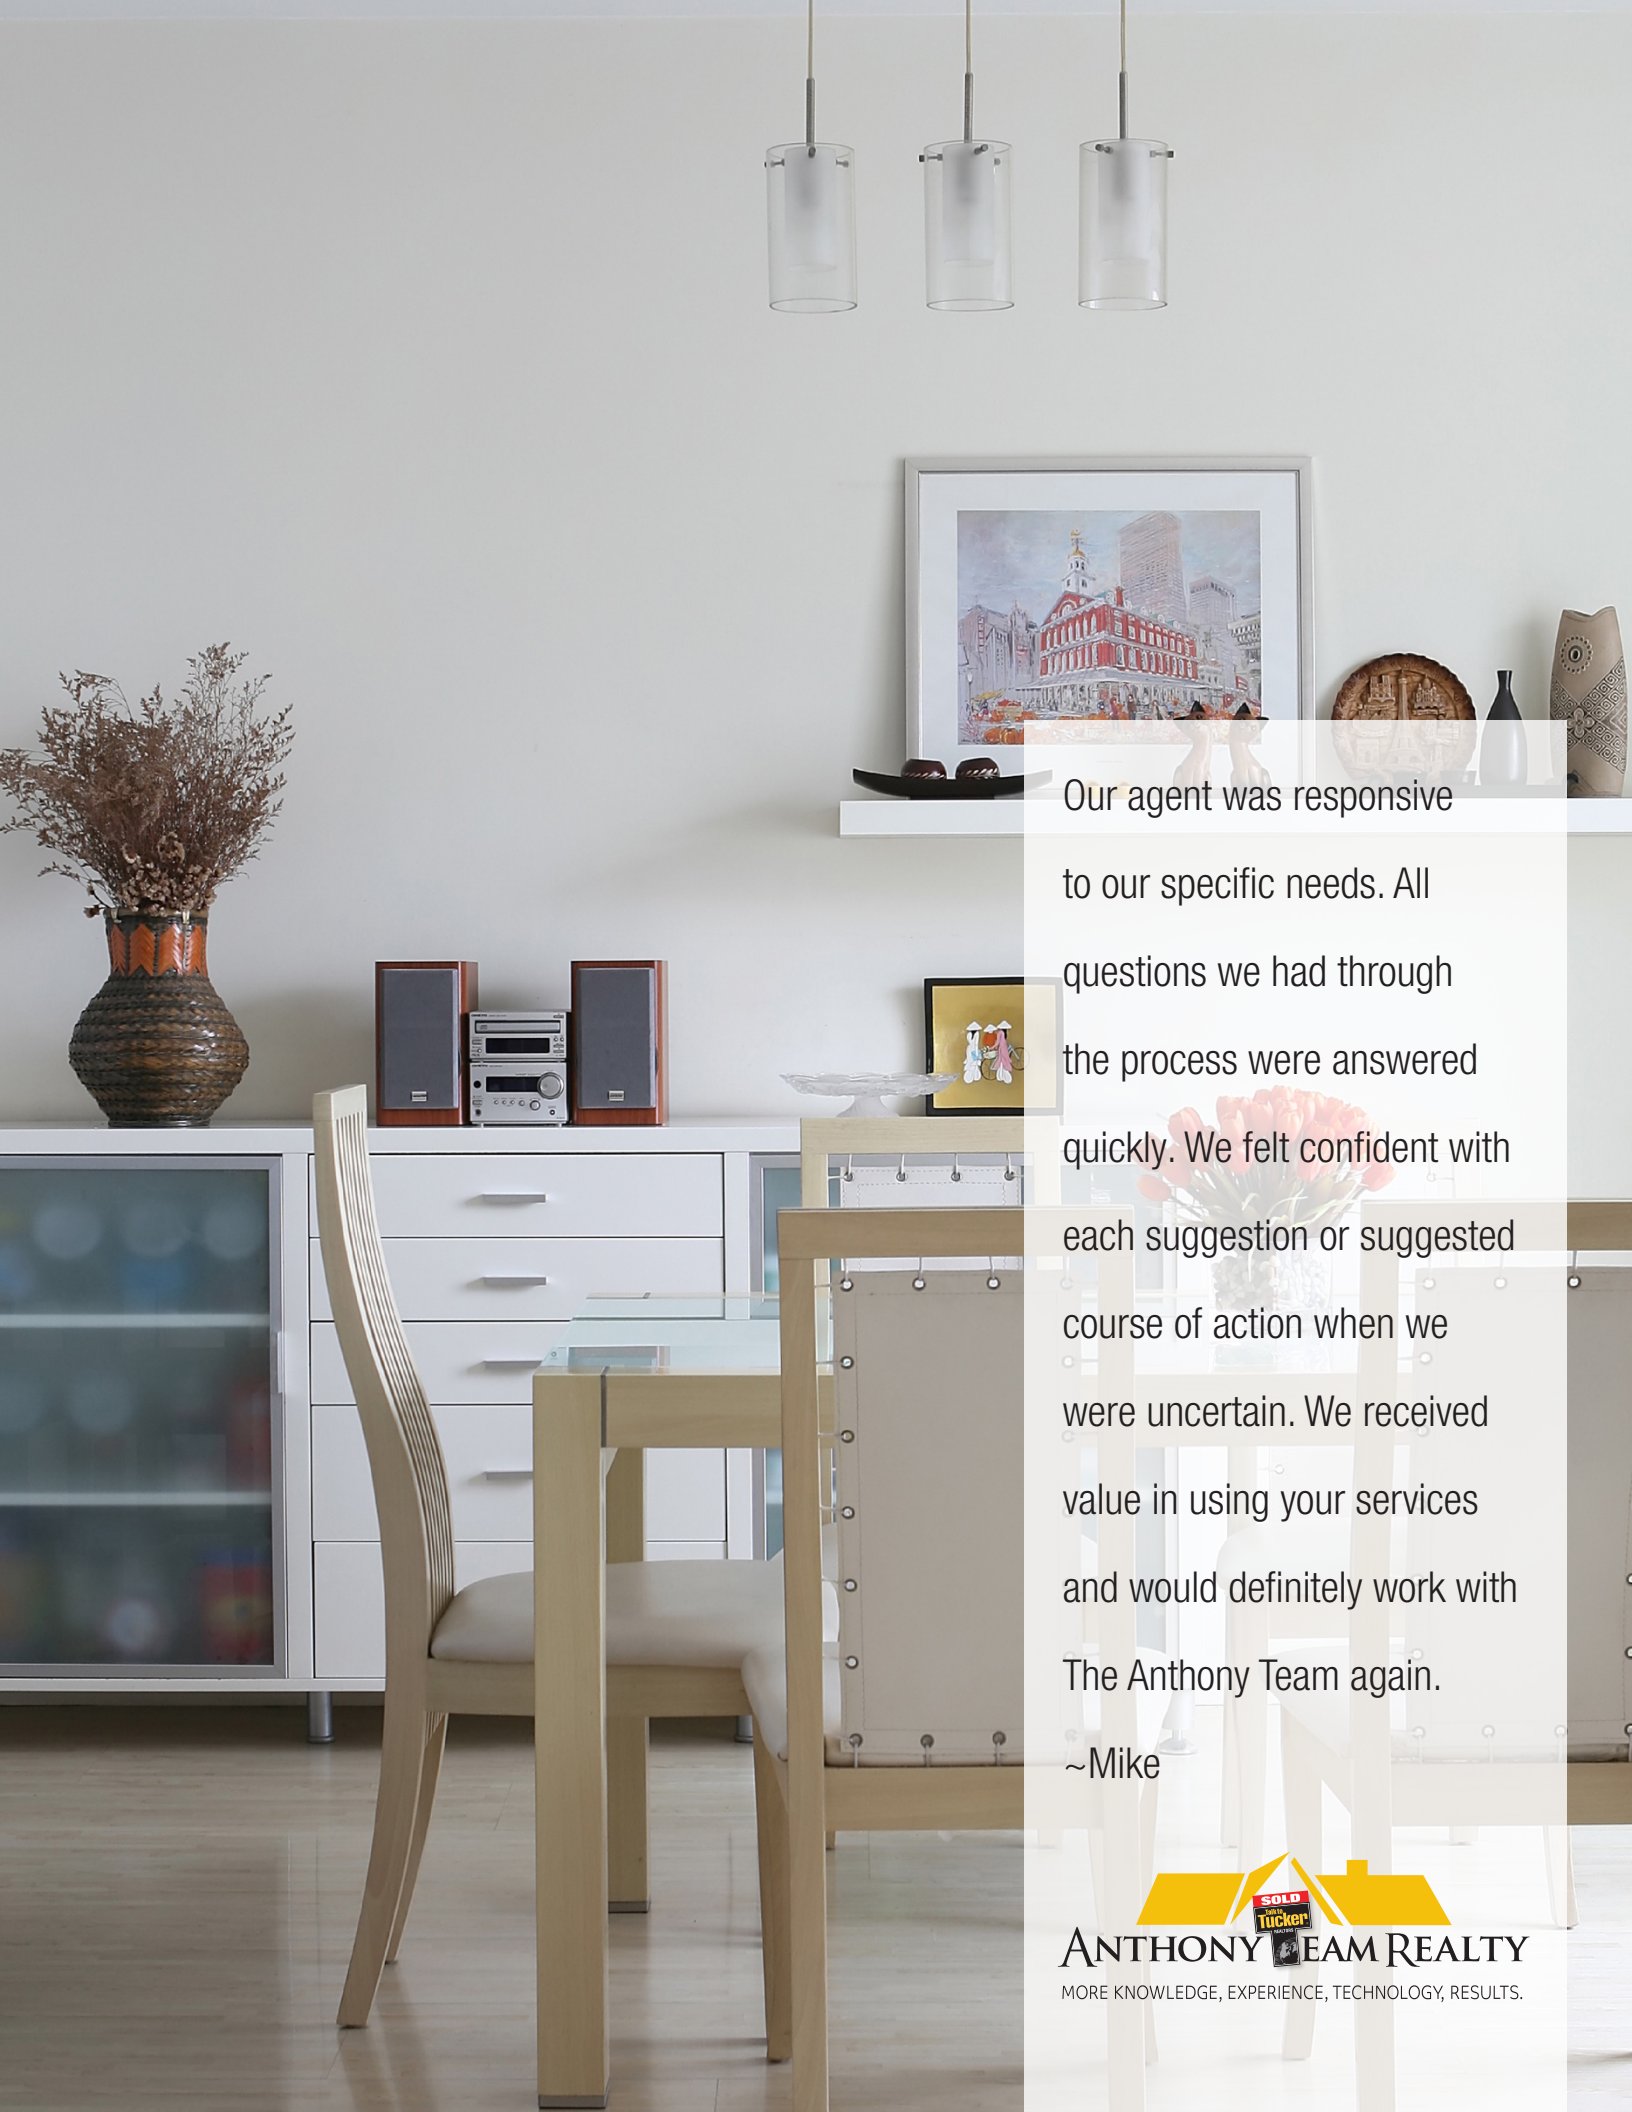 Our agent was responsive
to our specific needs. All
questions we had through
the process were answered
quickly. We felt confident with
each suggestion or suggested
course of action when we
were uncertain. We received
value in using your services
and would definitely work with
The Anthony Team again.
~Mike
SOLD
Talk to
Tucker
REALTORS
ANTHONY TEAM REALTY
MORE KNOWLEDGE, EXPERIENCE, TECHNOLOGY, RESULTS.